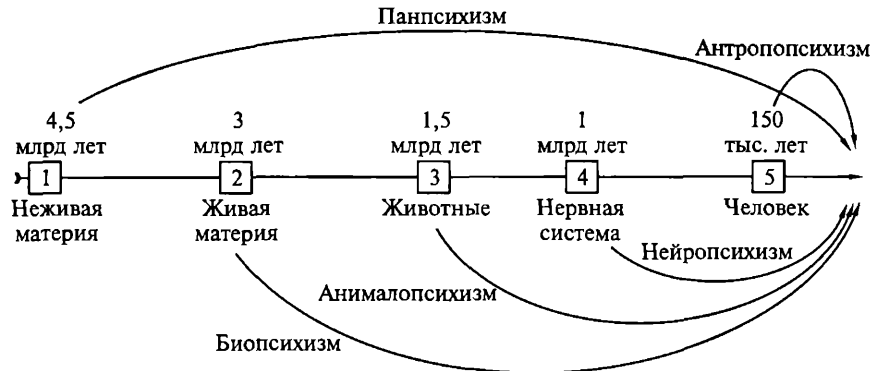 Панпсихизм
Антропопсихизм
4,5 3 1,5 1 150
млрд лет млрд лет млрд лет млрд лет тыс. лет
1 2 3 4 5
Неживая Живая Животные Нервная Человек
материя материя система
Нейропсихизм
Анималопсихизм
Биопсихизм